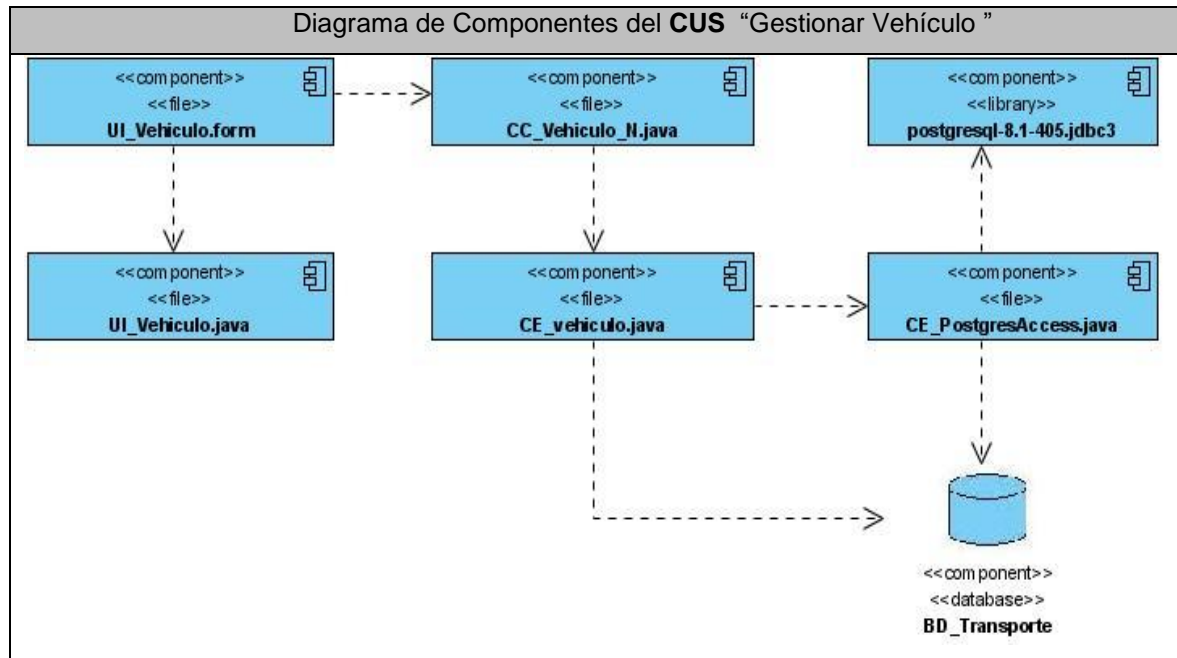 Diagrama de Componentes del CUS “Gestionar Vehículo ”
<<component>>
<<file>>
UI_Vehiculo.form
<<component>>
<<file>>
CC_Vehiculo_N.java
<<component>>
<<library>>
postgresql-8.1-405.jdbc3
<<component>>
<<file>>
UI_Vehiculo.java
<<component>>
<<file>>
CE_vehiculo.java
<<component>>
<<file>>
CE_PostgresAccess.java
<<component>>
<<database>>
BD_Transporte